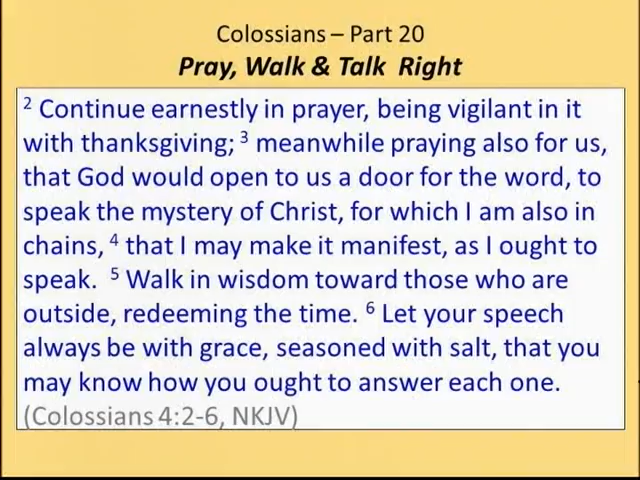 Colossians – Part 20
Pray, Walk & Talk Right
2 Continue earnestly in prayer, being vigilant in it
with thanksgiving; 3 meanwhile praying also for us,
that God would open to us a door for the word, to
speak the mystery of Christ, for which I am also in
chains, 4 that I may make it manifest, as I ought to
speak. 5 Walk in wisdom toward those who are
outside, redeeming the time. 6 Let your speech
always be with grace, seasoned with salt, that you
may know how you ought to answer each one.
(Colossians 4:2-6, NKJV)